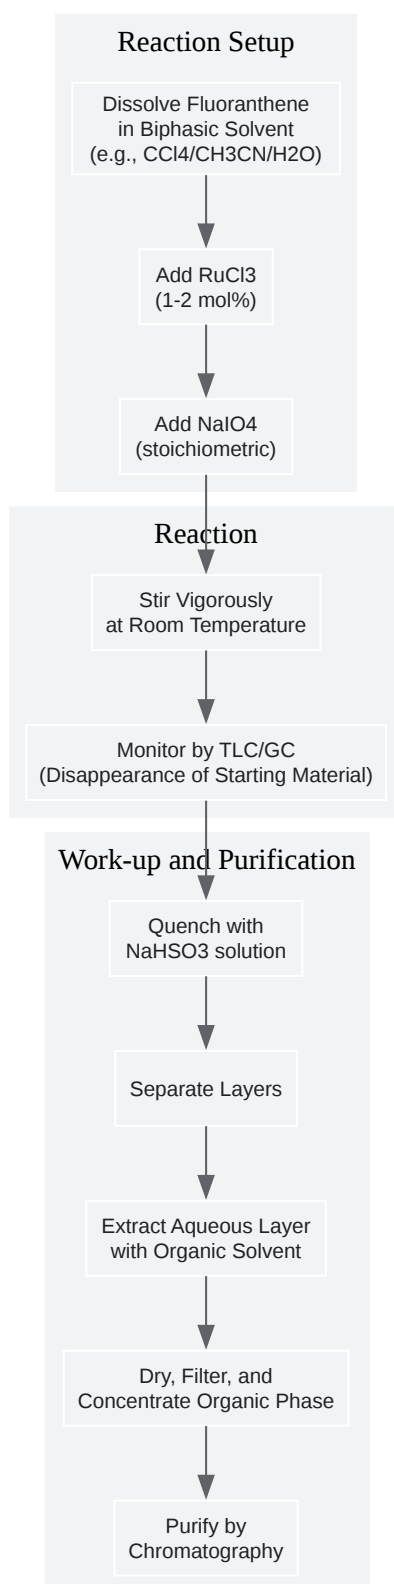 Reaction Setup
Dissolve Fluoranthene
in Biphasic Solvent
(e.g., CCl4/CH3CN/H2O)
Add RuCl3
(1-2 mol%)
Add NaIO4
(stoichiometric)
Reaction
Stir Vigorously
at Room Temperature
Monitor by TLC/GC
(Disappearance of Starting Material)
Work-up and Purification
Quench with
NaHSO3 solution
Separate Layers
Extract Aqueous Layer
with Organic Solvent
Dry, Filter, and
Concentrate Organic Phase
Purify by
Chromatography